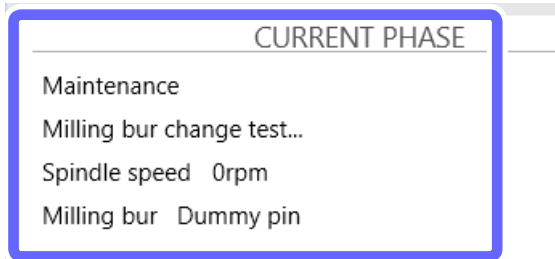 CURRENT PHASE
Maintenance
Milling bur change test...
Spindle speed 0rpm
Milling bur Dummy pin